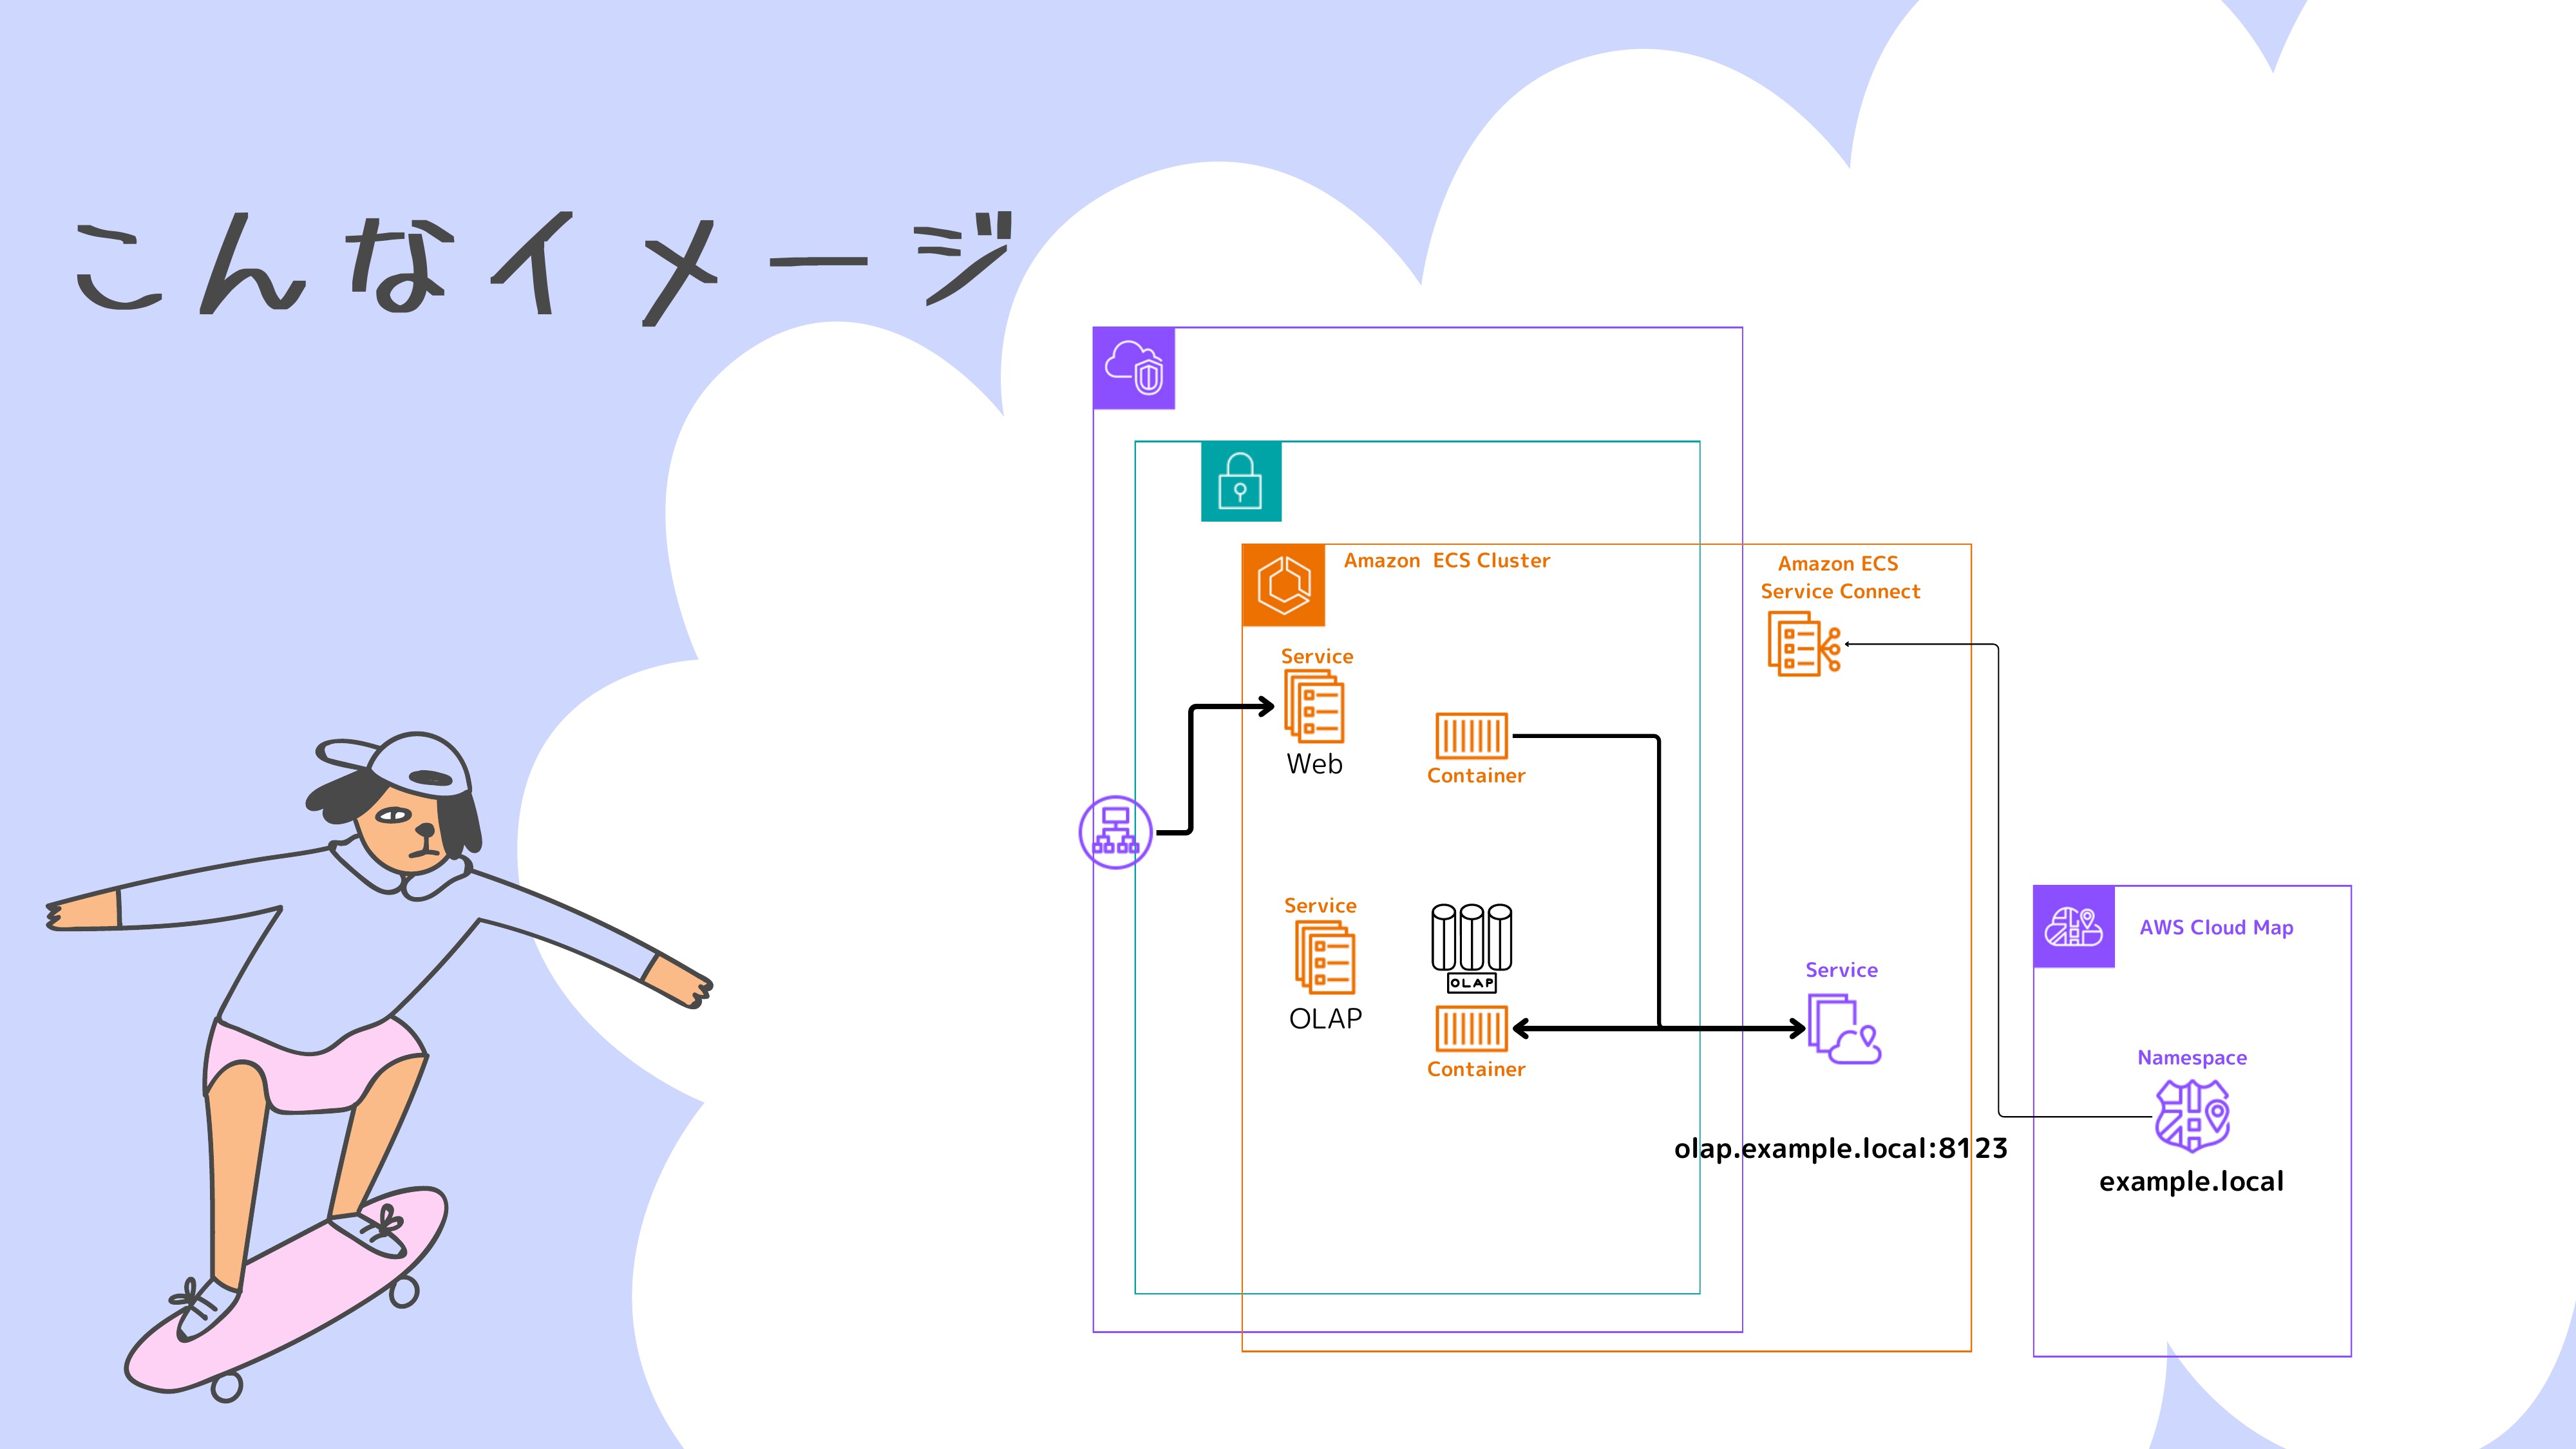 こんなイメージ
Amazon ECS Cluster
Amazon ECS
Service Connect
Service
Web
Container
Service
OLAP
OLAP
Container
Service
olap.example.local:8123
AWS Cloud Map
Namespace
example.local